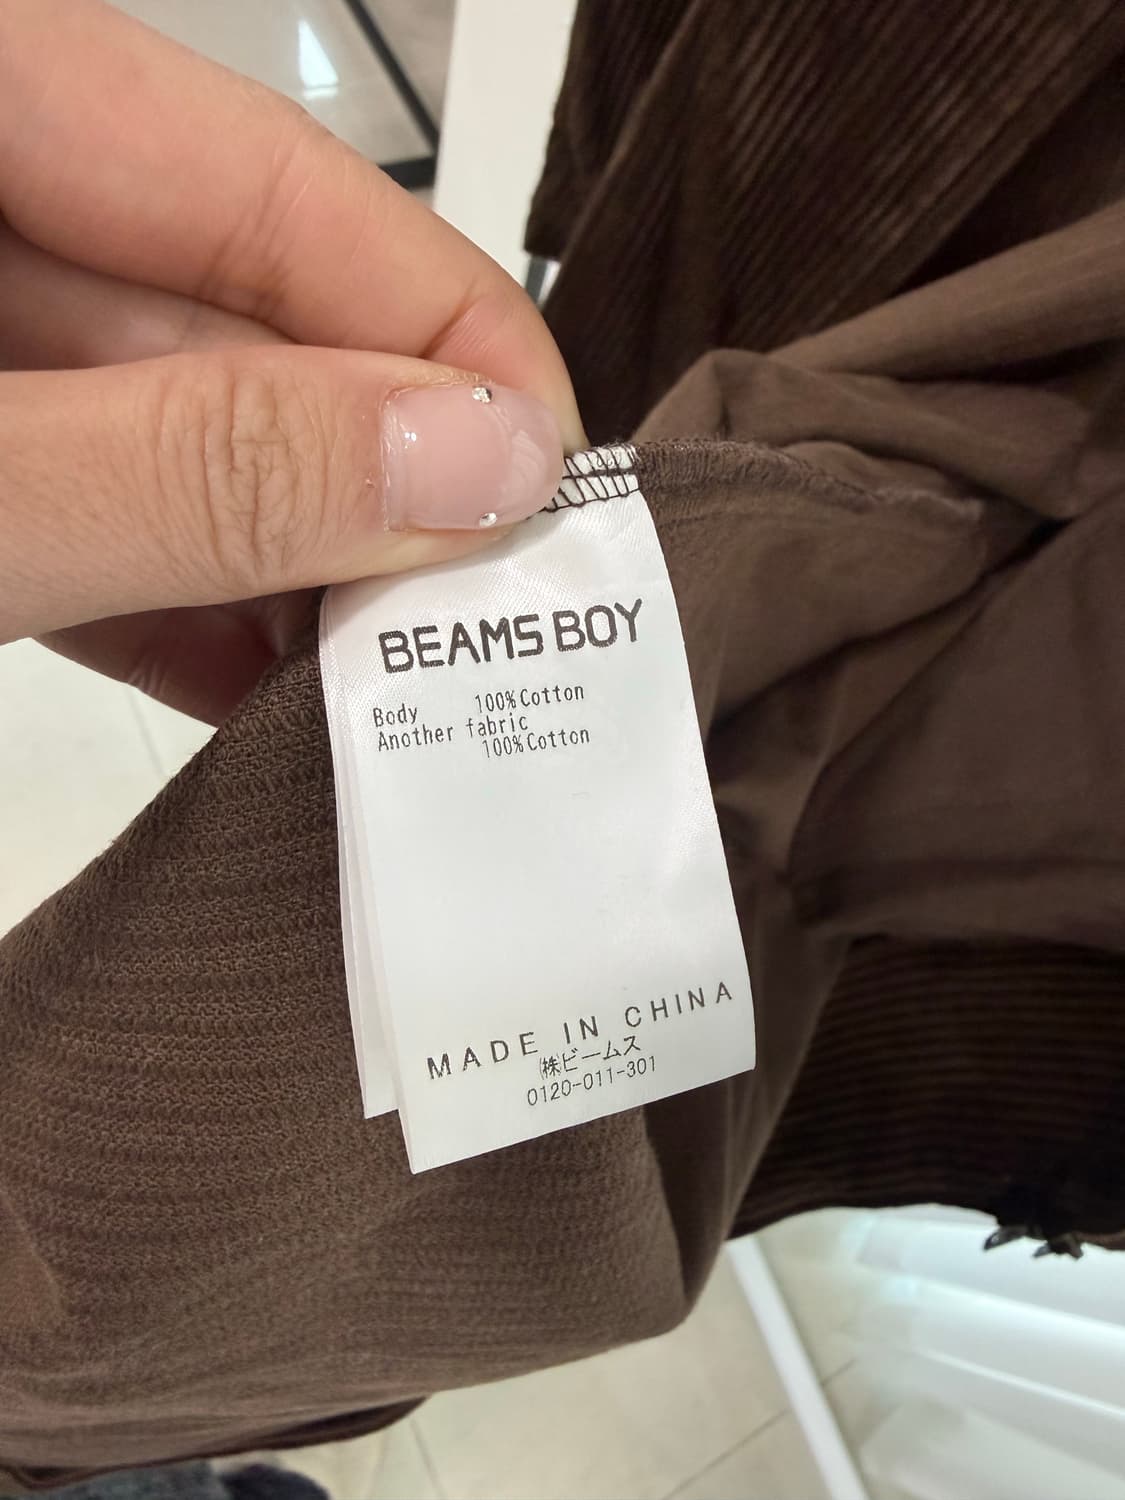 BEAMS BOY
Body 100%Cotton
Another fabric
100%Cotton
MADE IN CHINA
㈱ビームス
0120-011-301